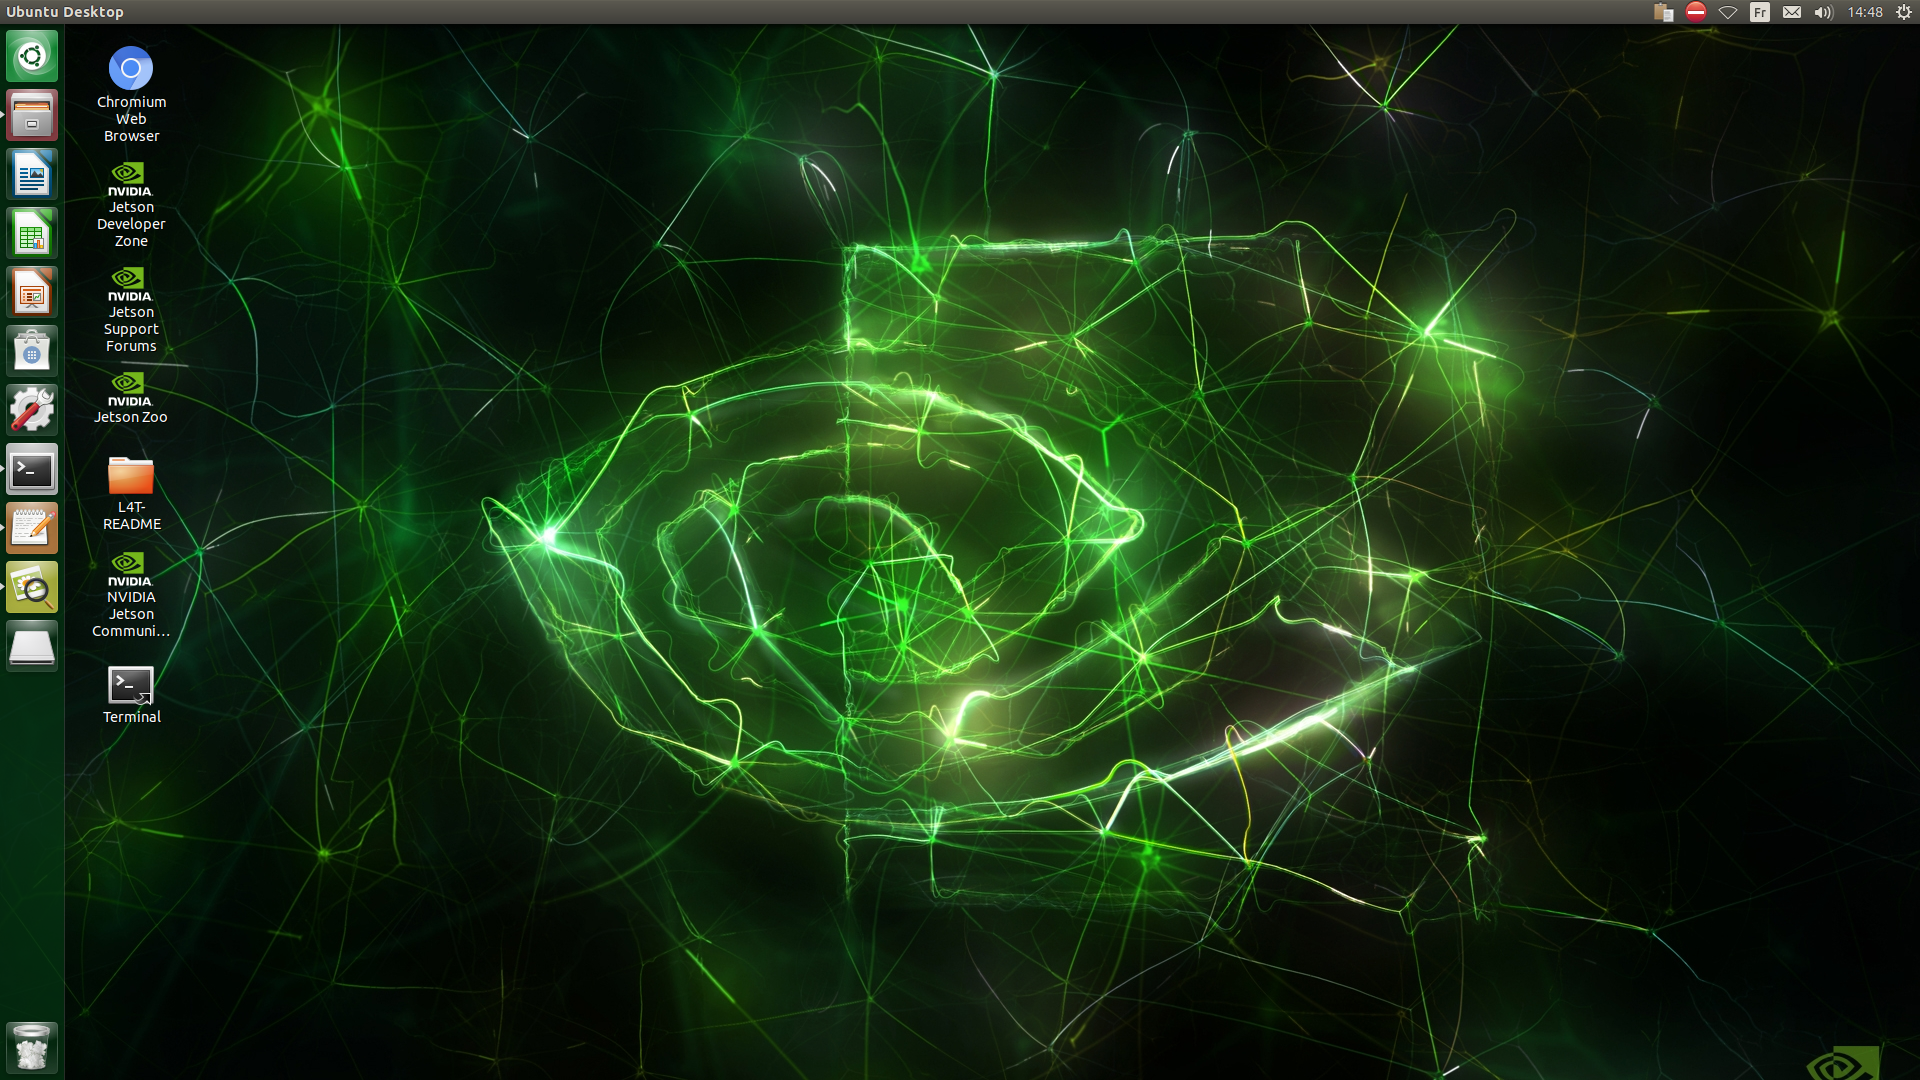 Ubuntu Desktop
Fr
14:48
Chromium
Web
Browser
NVIDIA.
Jetson
Developer
Zone
NVIDIA.
Jetson
Support
Forums
NVIDIA.
Jetson Zoo
L4T-
README
NVIDIA.
NVIDIA
Jetson
Communi...
>_
Terminal
>_